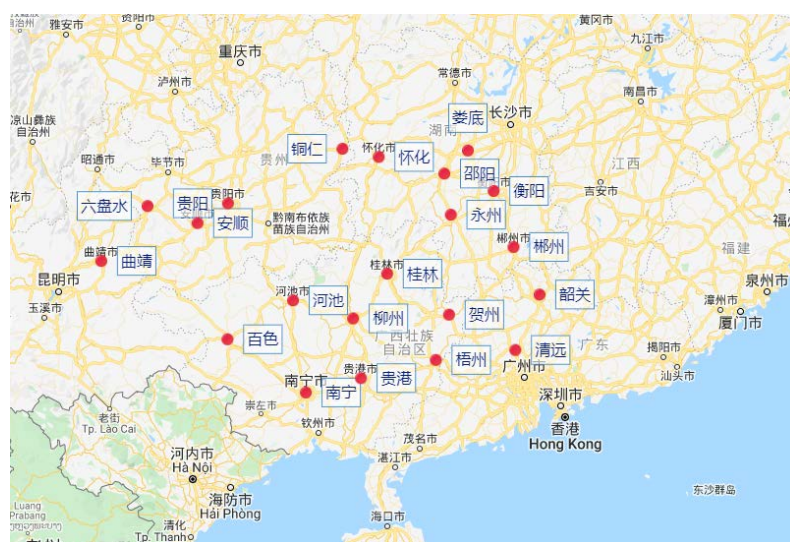 雅安市
资阳市
自治州
黄冈市
九江市
重庆市
常德市
泸州市
南昌市
娄底
长沙市
凉山彝族
自治州
湖南
铜仁
怀化市
怀化
昭通市
毕节市
贵州
江西
邵阳
衡阳
吉安市
六盘水
贵阳
贵阳市
安顺
永州
黔南布依族
苗族自治州
郴州市
郴州
福建
曲靖市
曲靖
昆明市
桂林市
桂林
泉州市
河池市
河池
韶关
漳州市
厦门市
玉溪市
柳州
贺州
广西壮族
自治区
广东
百色
清远
梧州
揭阳市
贵港市
贵港
广州市
汕头市
南宁市
南宁
深圳市
崇左市
老街
Tp. Lào Cai
钦州市
茂名市
香港
Hong Kong
河内市
Hà Nội
湛江市
海防市
Hải Phòng
东沙群岛
Luang
Prabang
清化
Tp. Thanh
海口市